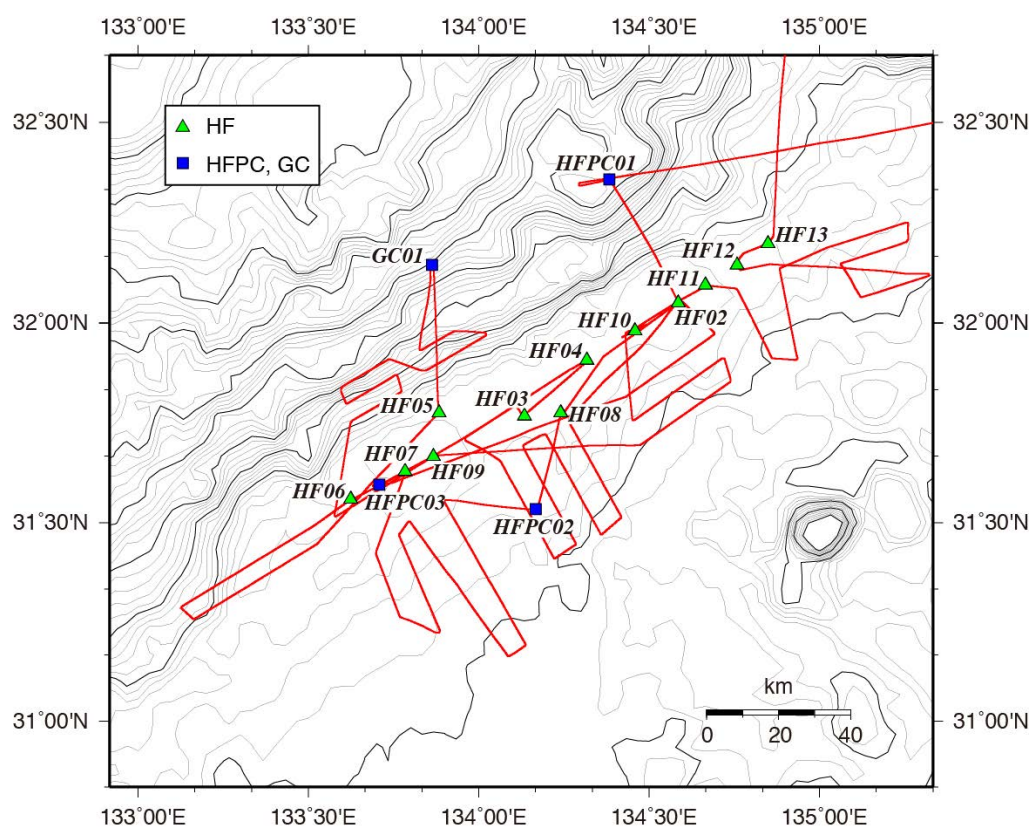 133˚00'E 133˚30'E 134˚00'E 134˚30'E 135˚00'E
32˚30'N 32˚30'N
HF
HFPC, GC
HFPC01
HF13
HF12
GC01
HF11
HF02
32˚00'N 32˚00'N
HF10
HF04
HF03
HF05
HF08
HF07
HF09
HF06
HFPC03
HFPC02
31˚30'N 31˚30'N
km
31˚00'N 31˚00'N
0 20 40
133˚00'E 133˚30'E 134˚00'E 134˚30'E 135˚00'E